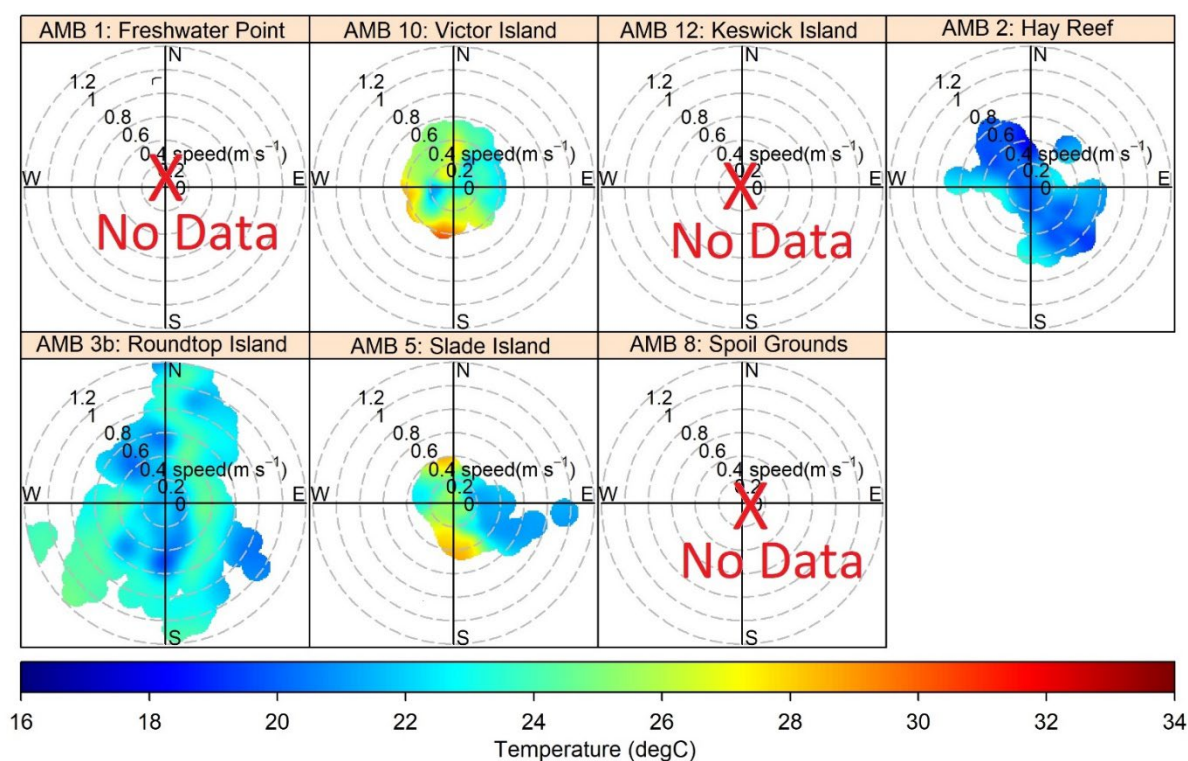 AMB 1: Freshwater Point
N
1.2
1
0.8
0.6
0.4 speed(m s⁻¹)
0.2
W 0 E
X
No Data
S
AMB 10: Victor Island
N
1.2
1
0.8
0.6
0.4 speed(m s⁻¹)
0.2
W 0 E
S
AMB 12: Keswick Island
N
1.2
1
0.8
0.6
0.4 speed(m s⁻¹)
0.2
W 0 E
X
No Data
S
AMB 2: Hay Reef
N
1.2
1
0.8
0.6
0.4 speed(m s⁻¹)
0.2
W 0 E
S
AMB 3b: Roundtop Island
N
1.2
1
0.8
0.6
0.4 speed(m s⁻¹)
0.2
W 0 E
S
AMB 5: Slade Island
N
1.2
1
0.8
0.6
0.4 speed(m s⁻¹)
0.2
W 0 E
S
AMB 8: Spoil Grounds
N
1.2
1
0.8
0.6
0.4 speed(m s⁻¹)
0.2
W 0 E
X
No Data
S
16 18 20 22 24 26 28 30 32 34
Temperature (degC)